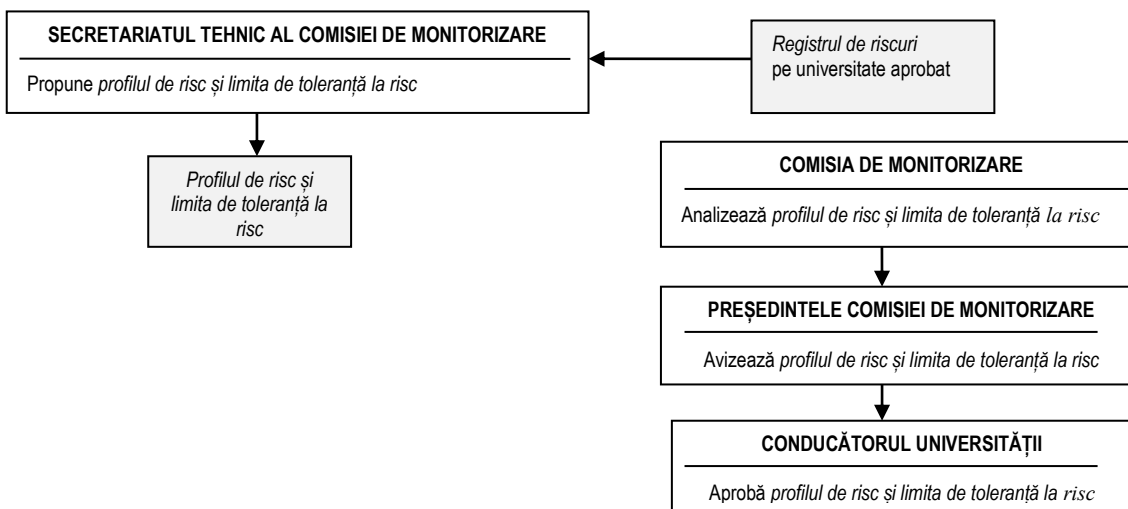 SECRETARIATUL TEHNIC AL COMISIEI DE MONITORIZARE
Propune profilul de risc și limita de toleranță la risc
Registrul de riscuri
pe universitate aprobat
Profilul de risc și
limita de toleranță la
risc
COMISIA DE MONITORIZARE
Analizează profilul de risc și limita de toleranță la risc
PREȘEDINTELE COMISIEI DE MONITORIZARE
Avizează profilul de risc și limita de toleranță la risc
CONDUCĂTORUL UNIVERSITĂȚII
Aprobă profilul de risc și limita de toleranță la risc